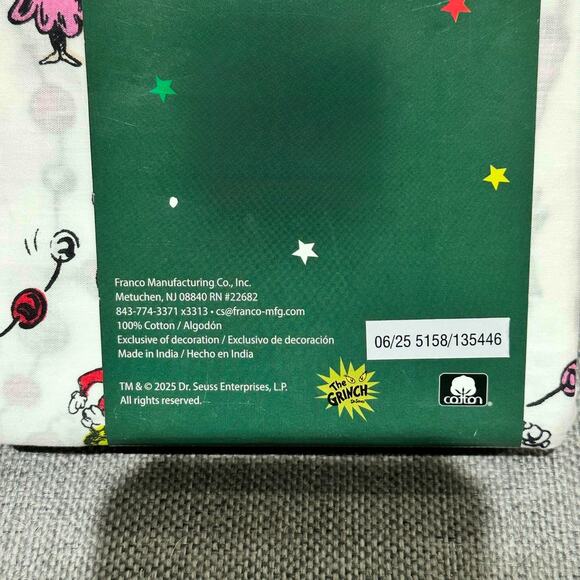 Franco Manufacturing Co., Inc.
Metuchen, NJ 08840 RN #22682
843-774-3371 x3313 • cs@franco-mfg.com
100% Cotton / Algodón
Exclusive of decoration / Exclusivo de decoración
Made in India / Hecho en India
06/25 5158/135446
TM & © 2025 Dr. Seuss Enterprises, L.P.
All rights reserved.
The
GRINCH
Dr. Seuss
cotton
®